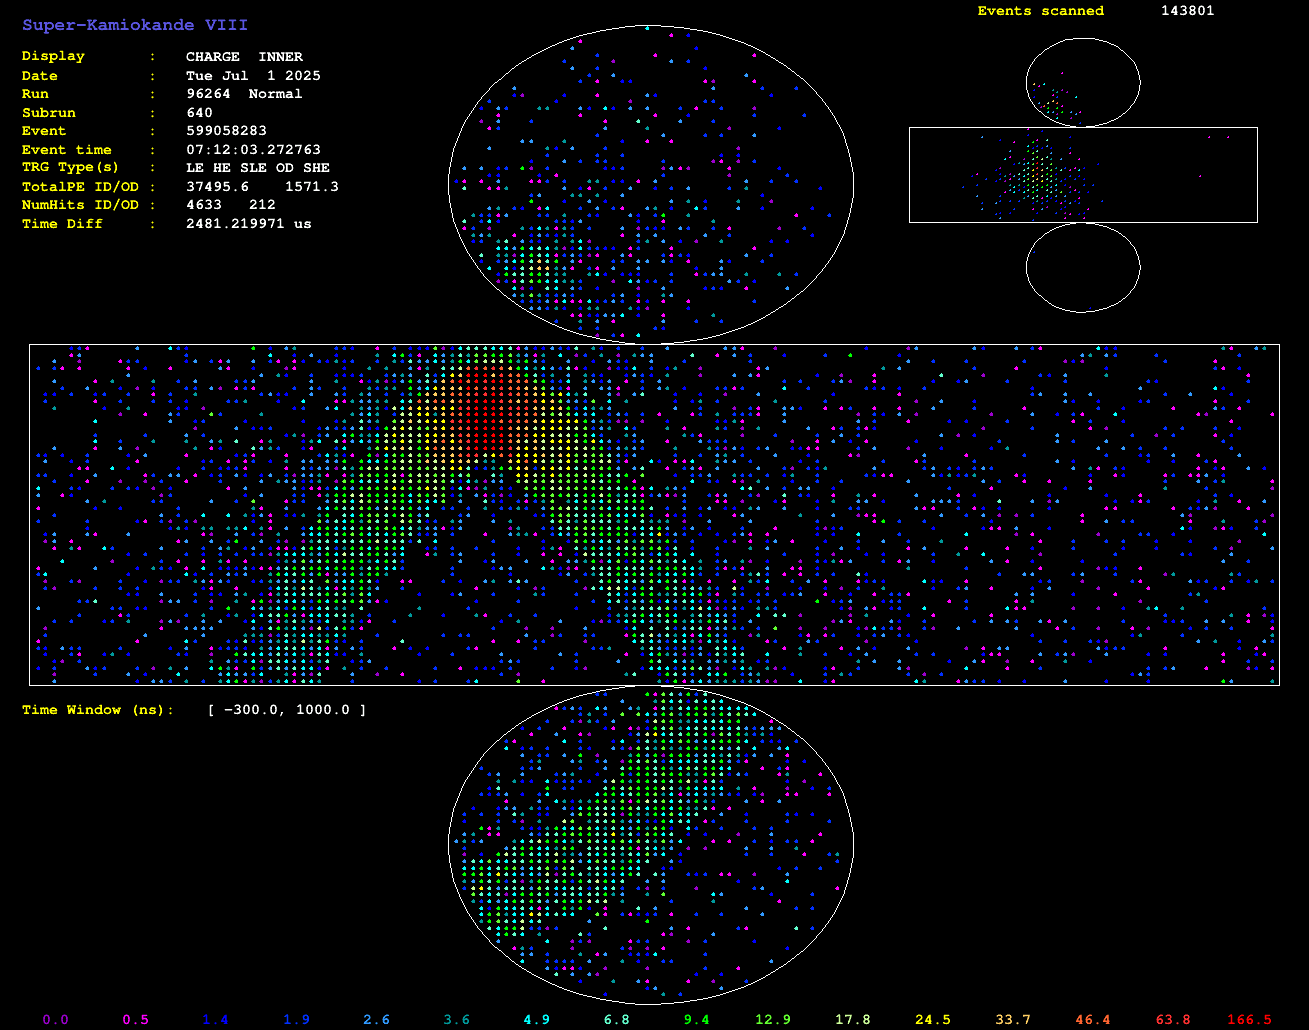 Super-Kamiokande VIII
Events scanned 143801
Display : CHARGE INNER
Date : Tue Jul 1 2025
Run : 96264 Normal
Subrun : 640
Event : 599058283
Event time : 07:12:03.272763
TRG Type(s) : LE HE SLE OD SHE
TotalPE ID/OD : 37495.6 1571.3
NumHits ID/OD : 4633 212
Time Diff : 2481.219971 us
Time Window (ns): [ -300.0, 1000.0 ]
0.0 0.5 1.4 1.9 2.6 3.6 4.9 6.8 9.4 12.9 17.8 24.5 33.7 46.4 63.8 166.5